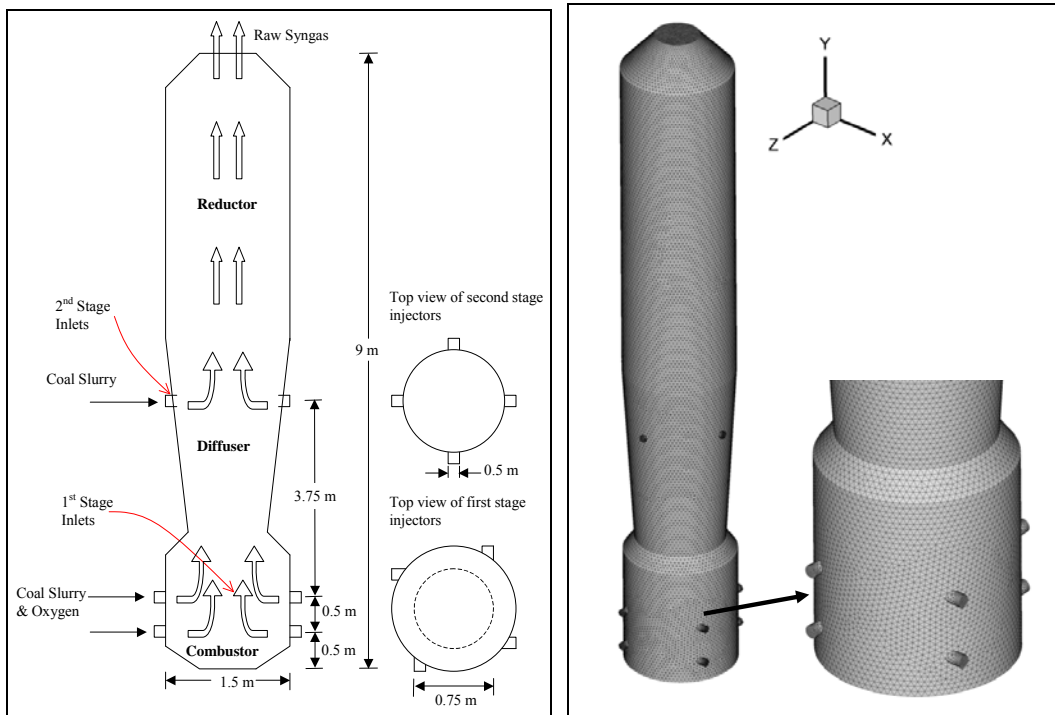 Raw Syngas
Reductor
2nd Stage
Inlets
Top view of second stage
injectors
9 m
Coal Slurry
Diffuser
0.5 m
3.75 m
1st Stage
Inlets
Top view of first stage
injectors
Coal Slurry
& Oxygen
0.5 m
Combustor
0.5 m
1.5 m
0.75 m
Y
Z
X